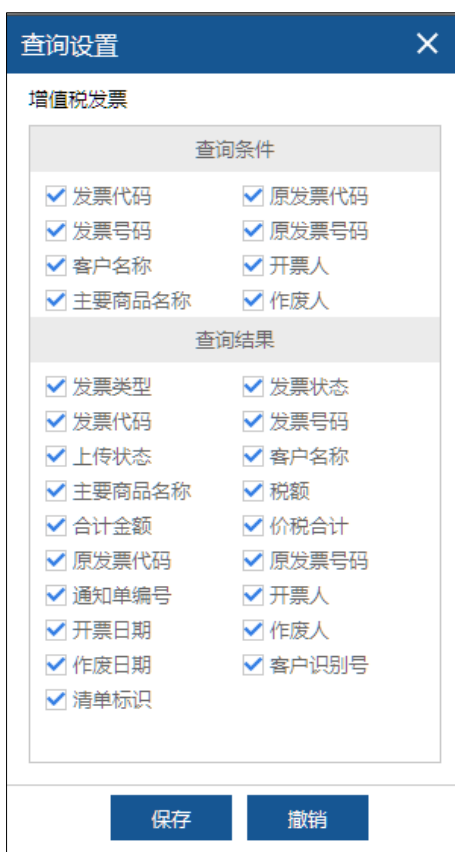 查询设置
增值税发票
查询条件
发票代码 原发票代码
发票号码 原发票号码
客户名称 开票人
主要商品名称 作废人
查询结果
发票类型 发票状态
发票代码 发票号码
上传状态 客户名称
主要商品名称 税额
合计金额 价税合计
原发票代码 原发票号码
通知单编号 开票人
开票日期 作废人
作废日期 客户识别号
清单标识
保存 撤销